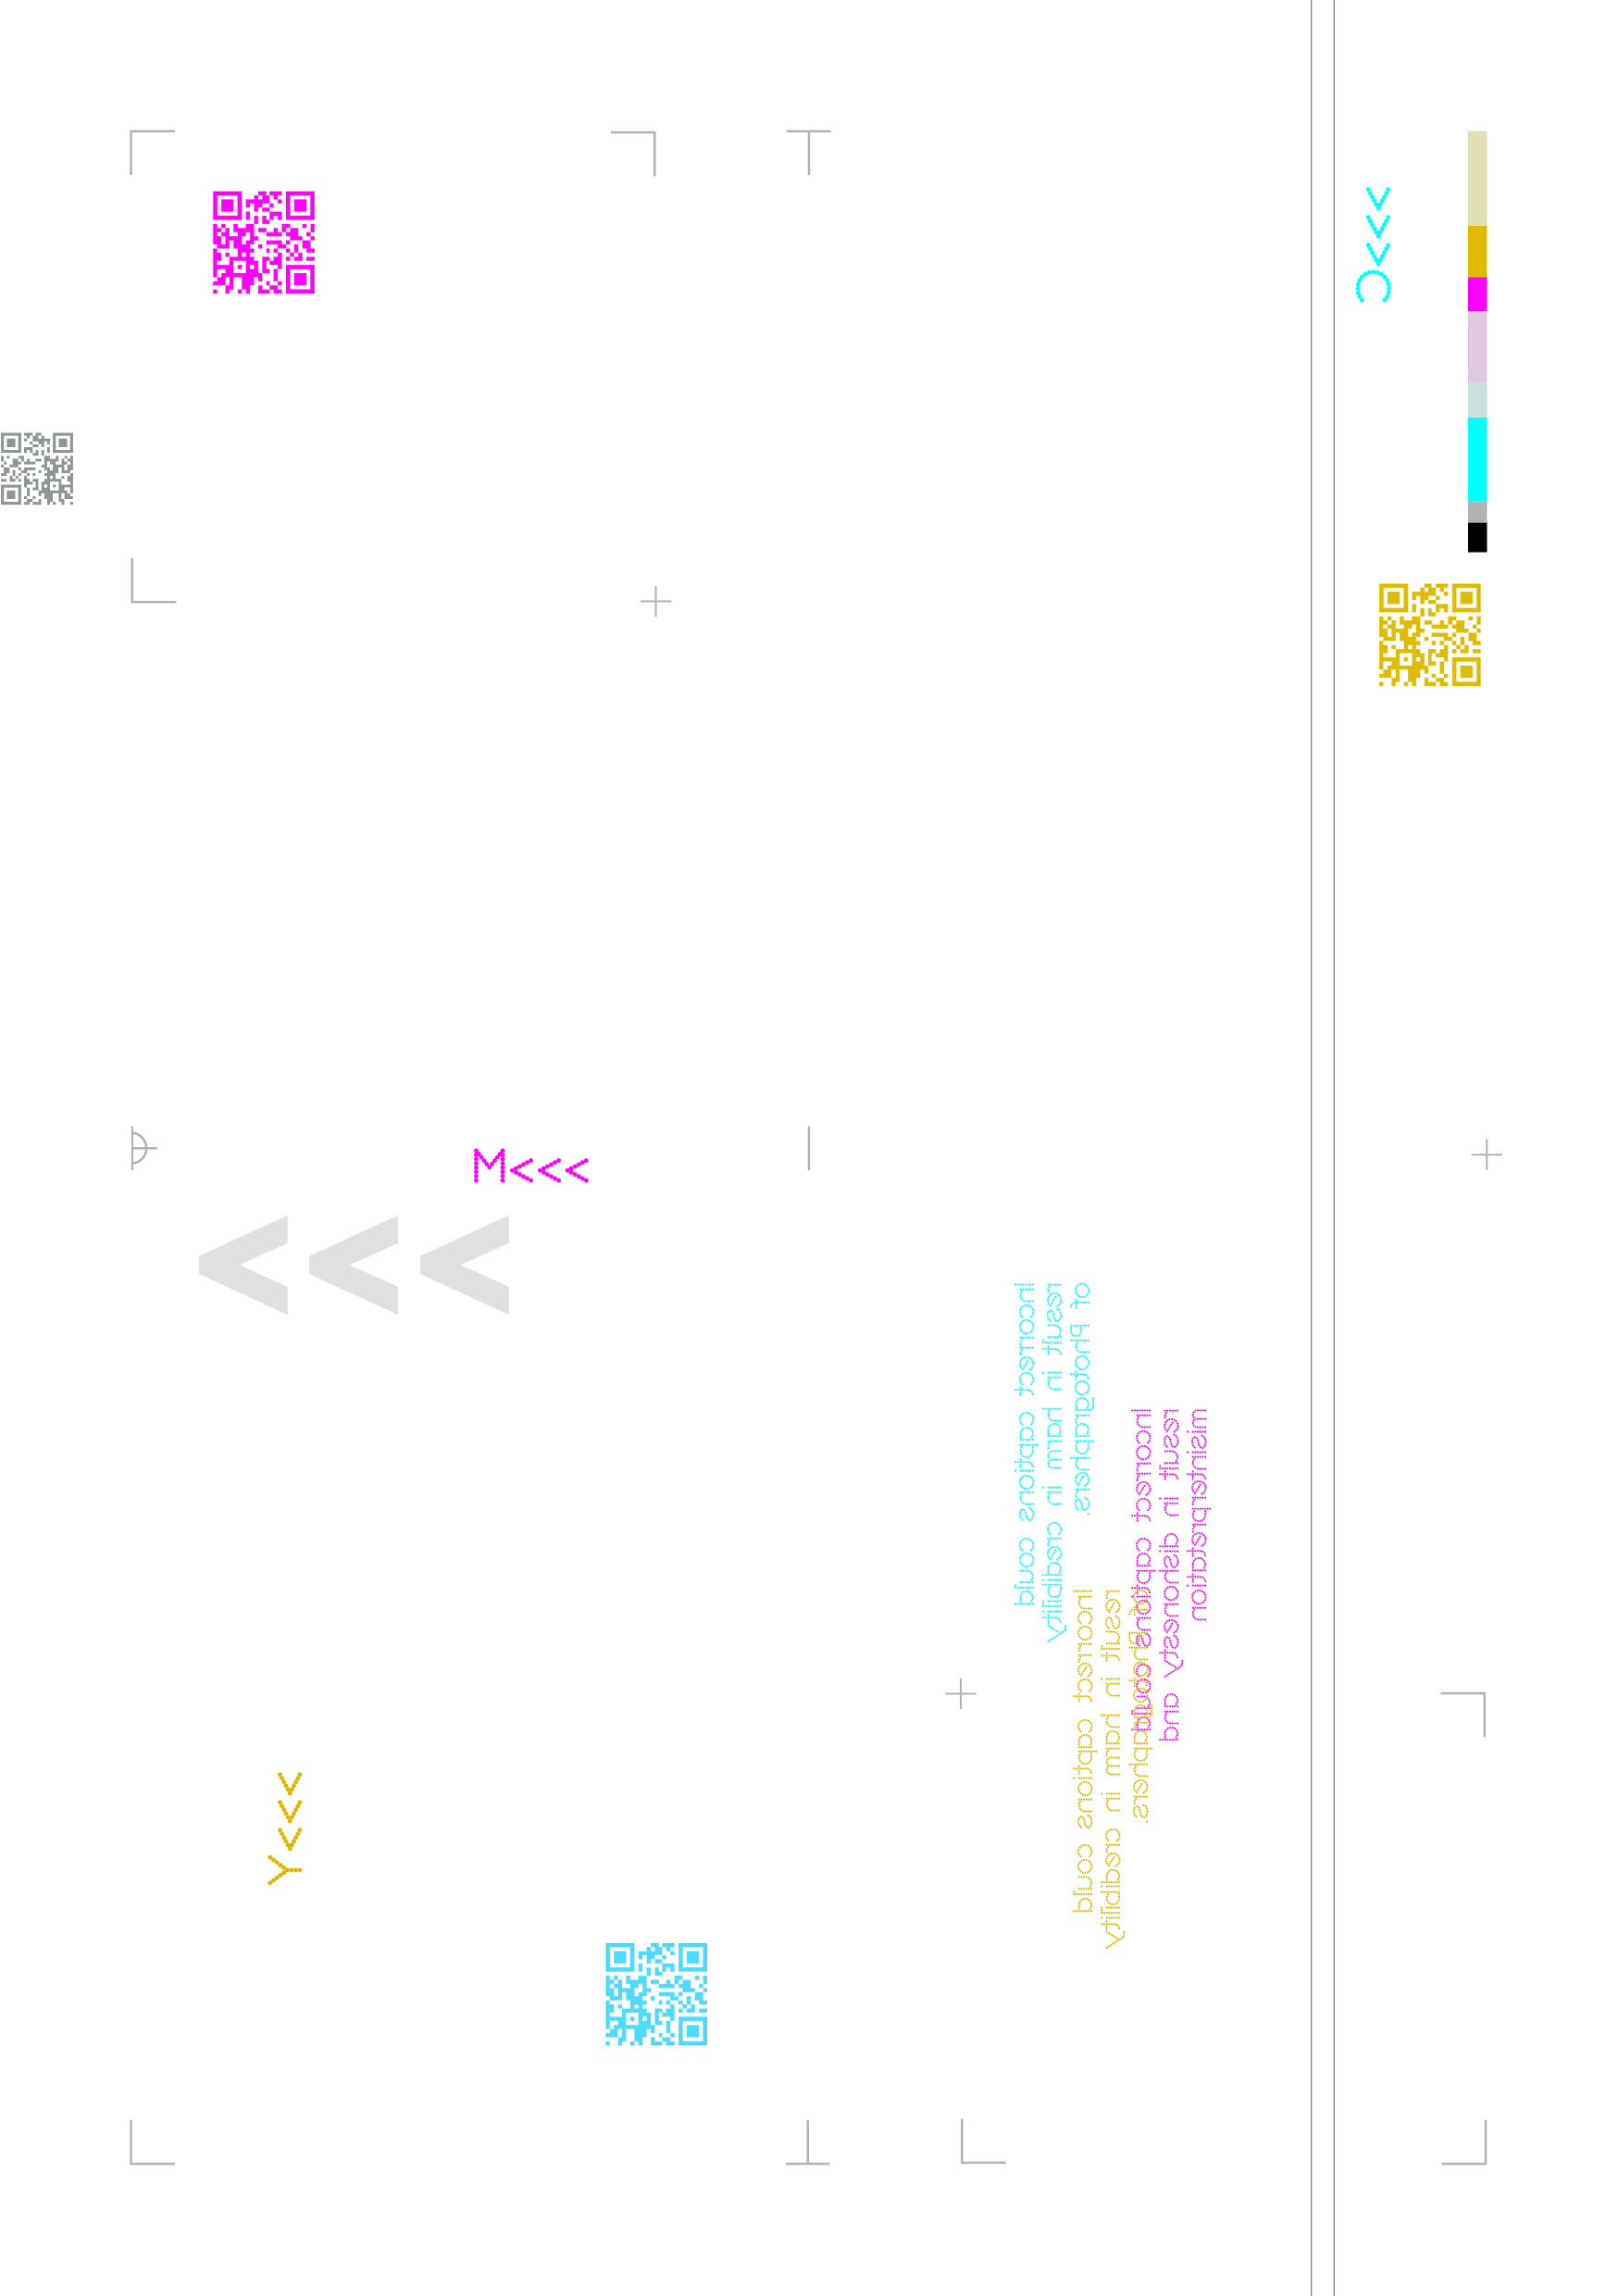 >>>C
M<<<
<<<
Incorrect captions could
result in harm in credibility
of photographers.
Incorrect captions could
result in dishonesty and
misinterpretation
Incorrect captions could
result in harm in credibility
of photographers.
Y<<<